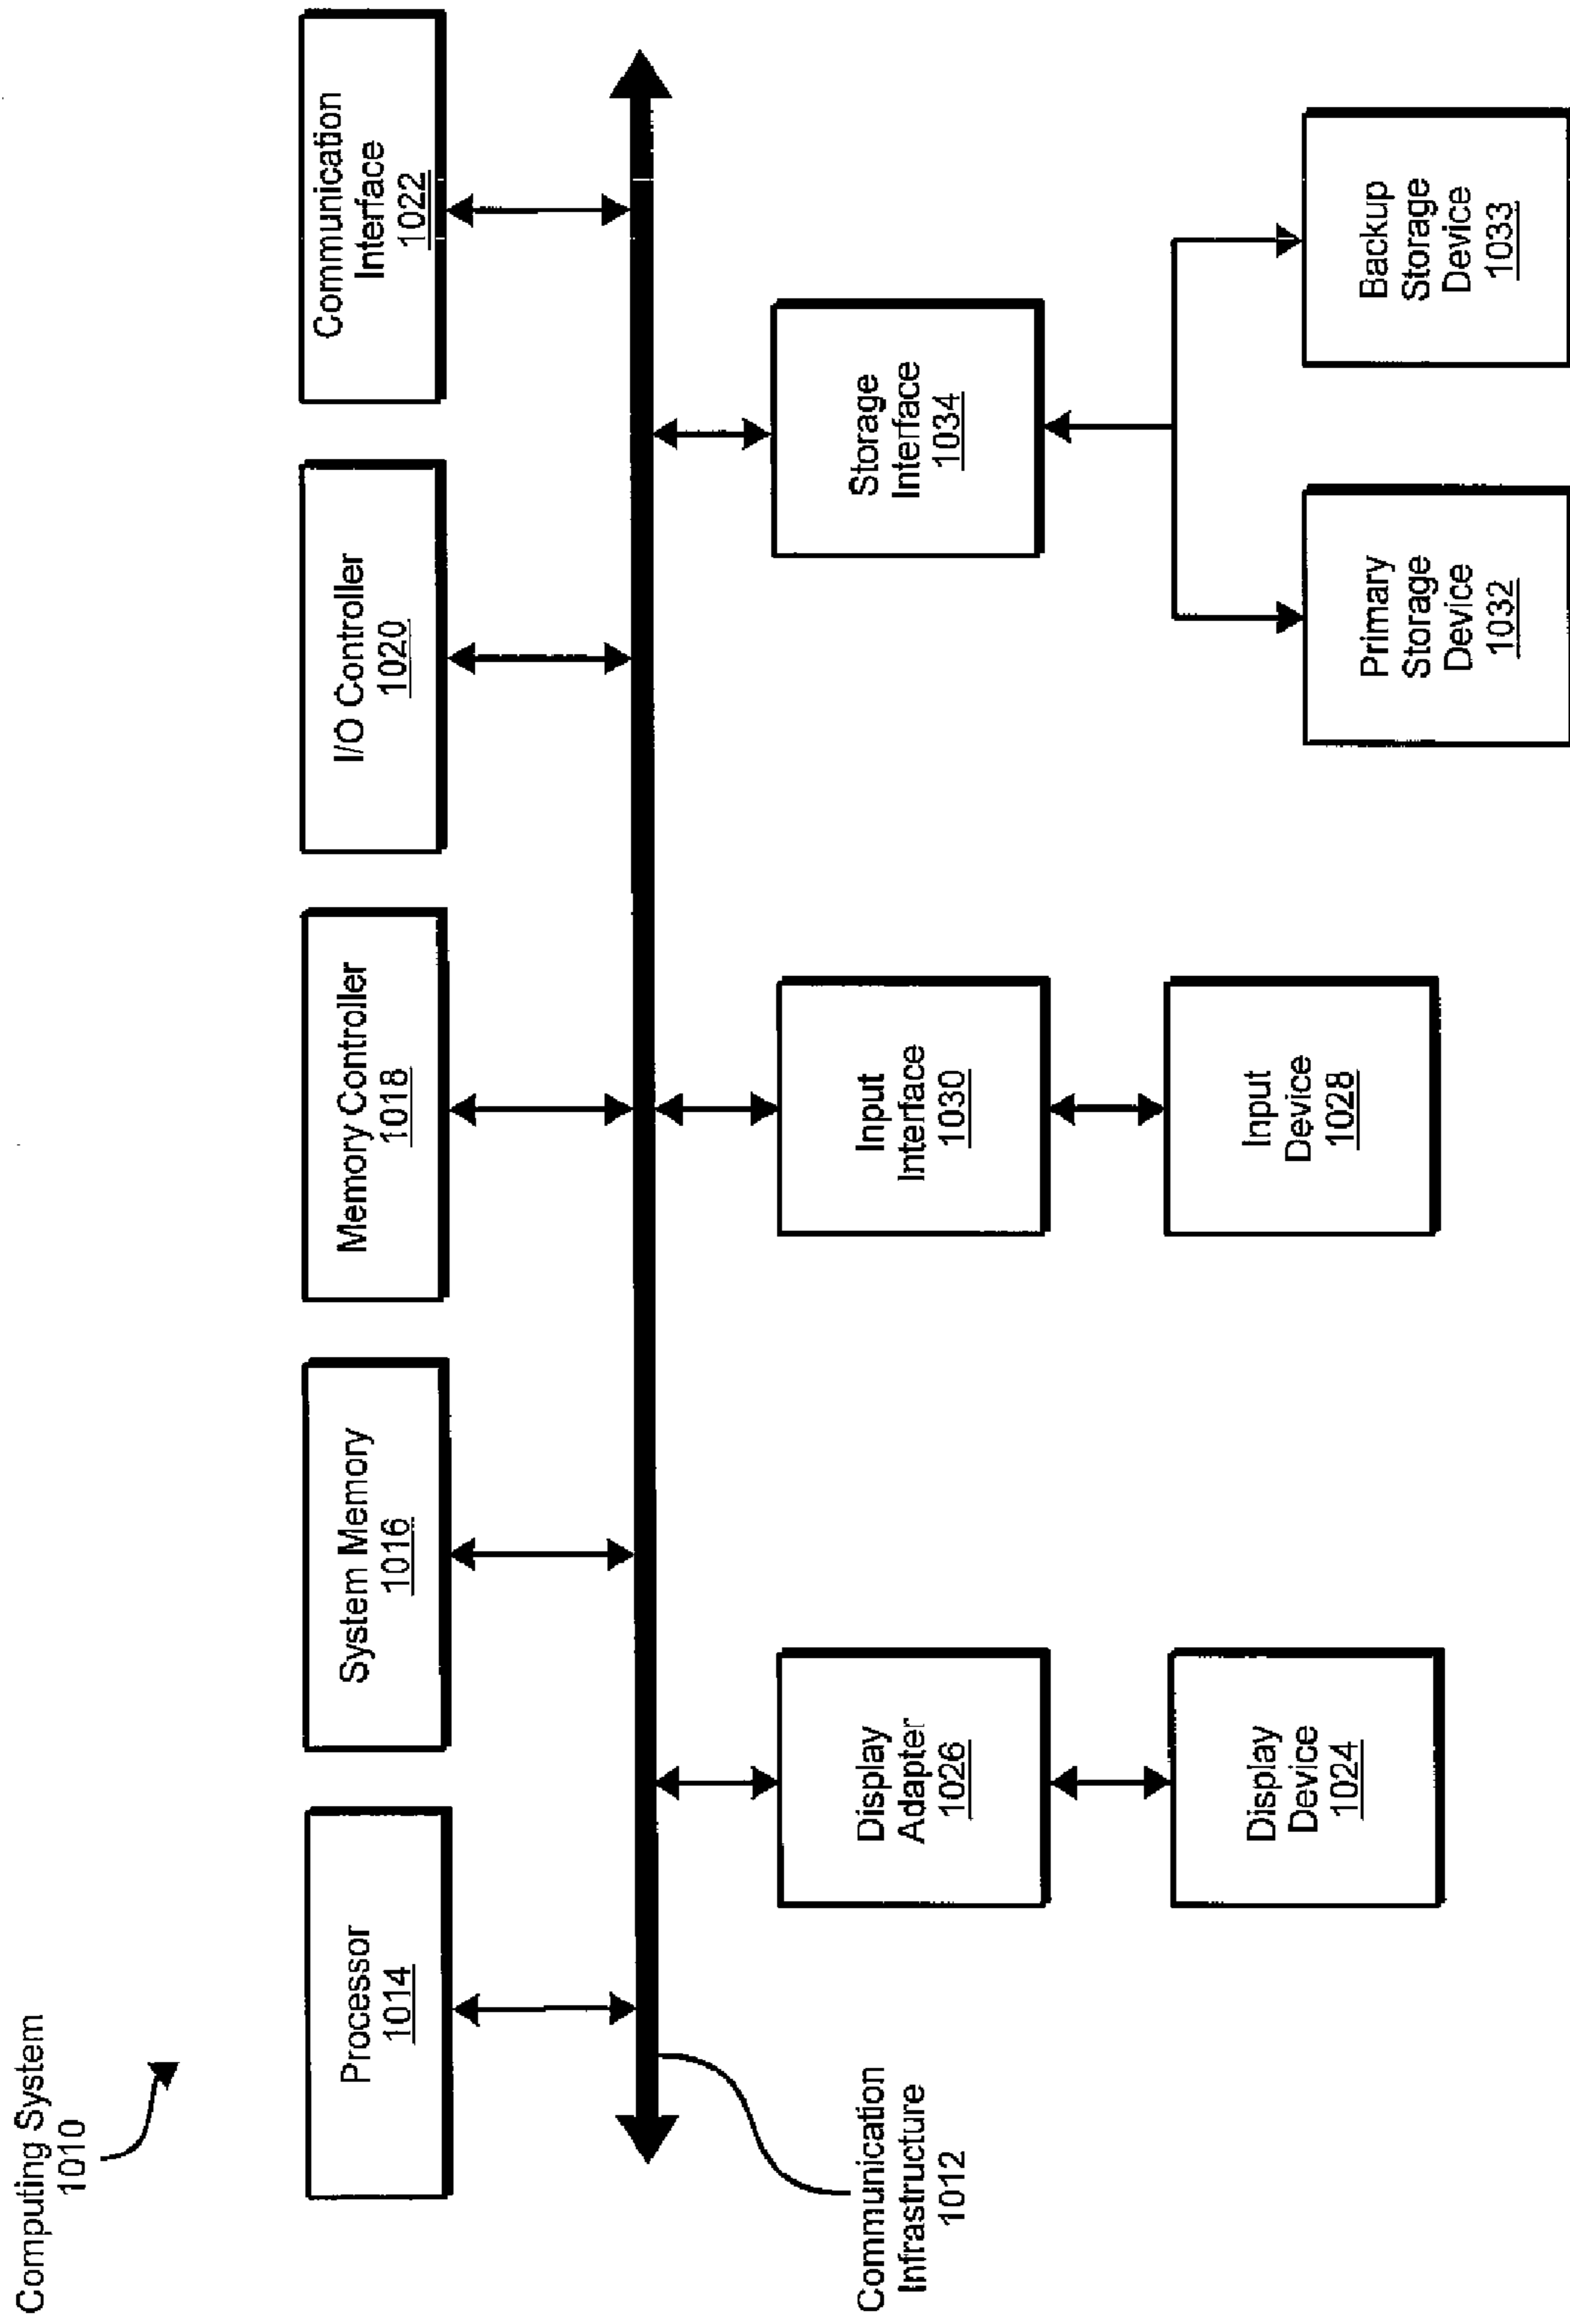 Computing System
1010
Processor
1014
System Memory
1016
Memory Controller
1018
I/O Controller
1020
Communication
Interface
1022
Communication
Infrastructure
1012
Display
Adapter
1026
Input
Interface
1030
Storage
Interface
1034
Display
Device
1024
Input
Device
1028
Primary
Storage
Device
1032
Backup
Storage
Device
1033